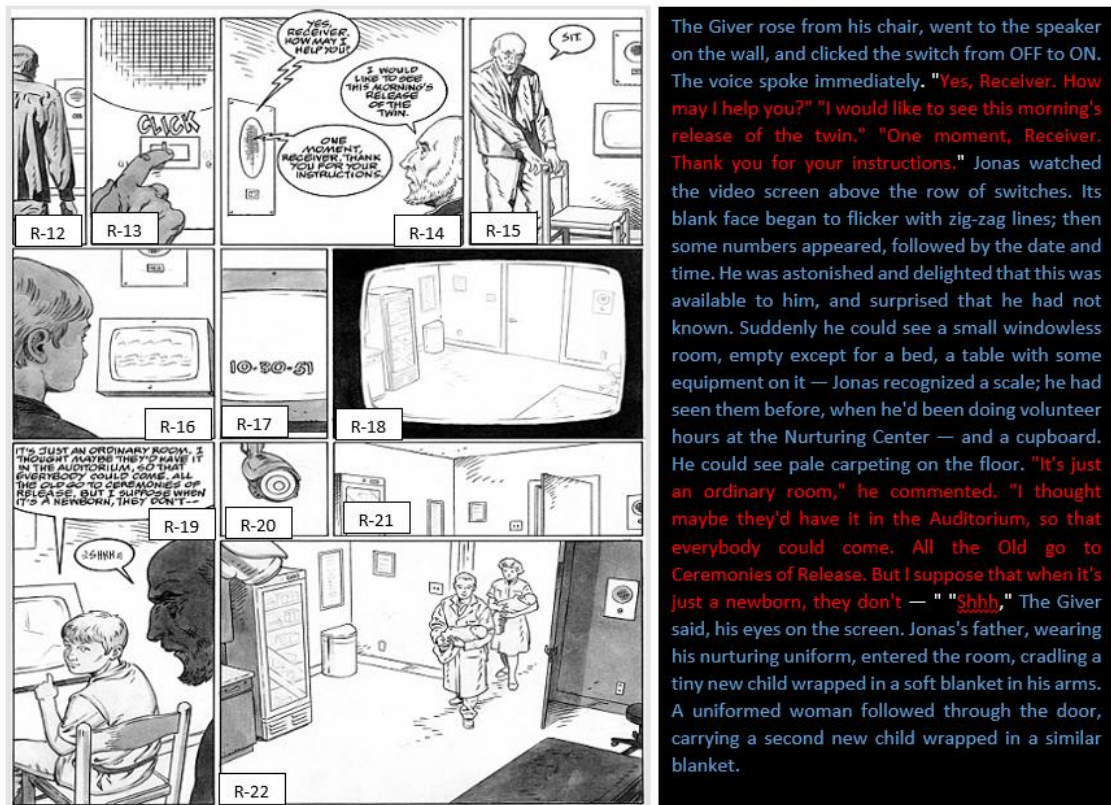 YES,
RECEIVER.
HOW MAY I
HELP YOU?
I WOULD
LIKE TO SEE
THIS MORNING'S
RELEASE
OF THE
TWIN.
ONE
MOMENT,
RECEIVER. THANK
YOU FOR YOUR
INSTRUCTIONS.
SIT.
CLICK
R-12
R-13
R-14
R-15
10-30-51
R-16
R-17
R-18
IT'S JUST AN ORDINARY ROOM. I
THOUGHT MAYBE THEY'D HAVE IT
IN THE AUDITORIUM, SO THAT
EVERYBODY COULD COME. ALL
THE OLD GO TO CEREMONIES OF
RELEASE. BUT I SUPPOSE WHEN
IT'S A NEWBORN, THEY DON'T--
R-19
R-20
R-21
SHHH
R-22
The Giver rose from his chair, went to the speaker
on the wall, and clicked the switch from OFF to ON.
The voice spoke immediately. "Yes, Receiver. How
may I help you?" "I would like to see this morning's
release of the twin." "One moment, Receiver.
Thank you for your instructions." Jonas watched
the video screen above the row of switches. Its
blank face began to flicker with zig-zag lines; then
some numbers appeared, followed by the date and
time. He was astonished and delighted that this was
available to him, and surprised that he had not
known. Suddenly he could see a small windowless
room, empty except for a bed, a table with some
equipment on it — Jonas recognized a scale; he had
seen them before, when he'd been doing volunteer
hours at the Nurturing Center — and a cupboard.
He could see pale carpeting on the floor. "It's just
an ordinary room," he commented. "I thought
maybe they'd have it in the Auditorium, so that
everybody could come. All the Old go to
Ceremonies of Release. But I suppose that when it's
just a newborn, they don't — " "Shhh," The Giver
said, his eyes on the screen. Jonas's father, wearing
his nurturing uniform, entered the room, cradling a
tiny new child wrapped in a soft blanket in his arms.
A uniformed woman followed through the door,
carrying a second new child wrapped in a similar
blanket.